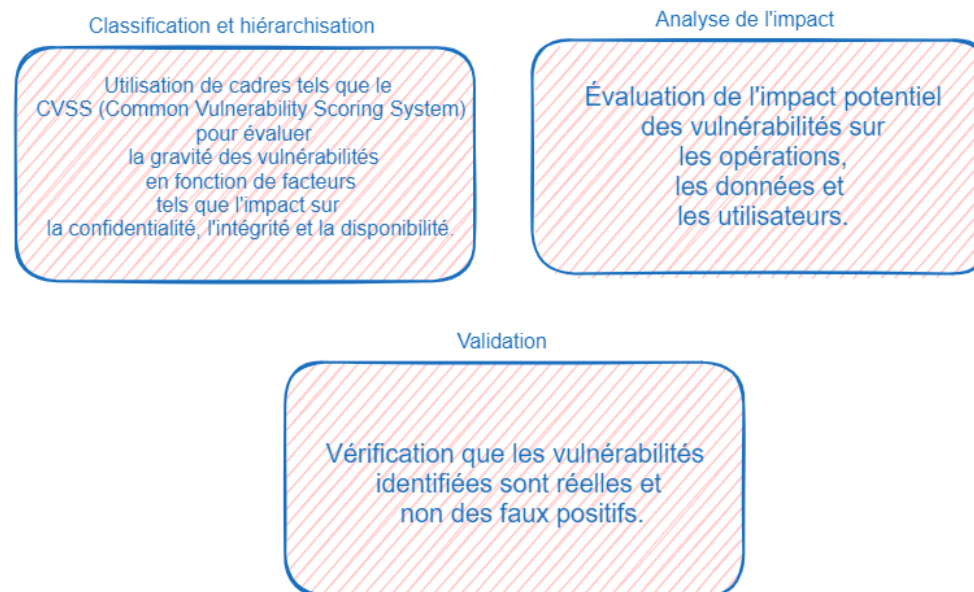 Classification et hiérarchisation
Utilisation de cadres tels que le
CVSS (Common Vulnerability Scoring System)
pour évaluer
la gravité des vulnérabilités
en fonction de facteurs
tels que l'impact sur
la confidentialité, l'intégrité et la disponibilité.
Analyse de l'impact
Évaluation de l'impact potentiel
des vulnérabilités sur
les opérations,
les données et
les utilisateurs.
Validation
Vérification que les vulnérabilités
identifiées sont réelles et
non des faux positifs.